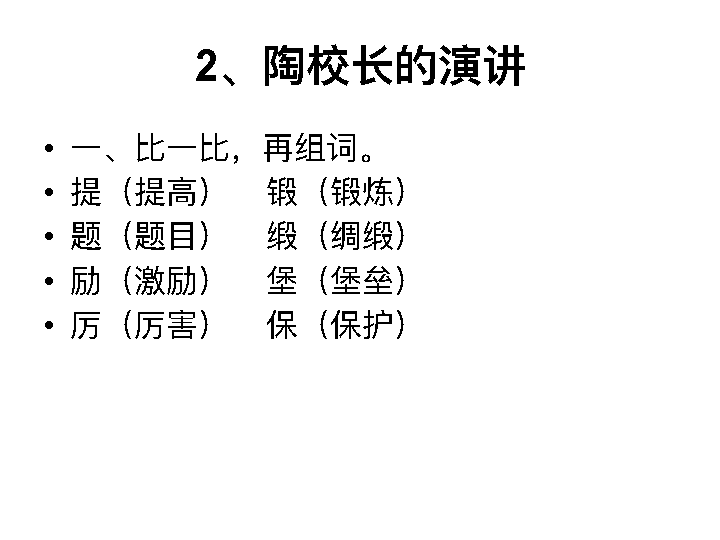 2、陶校长的演讲
• 一、比一比，再组词。
• 提（提高） 锻（锻炼）
• 题（题目） 缎（绸缎）
• 励（激励） 堡（堡垒）
• 厉（厉害） 保（保护）